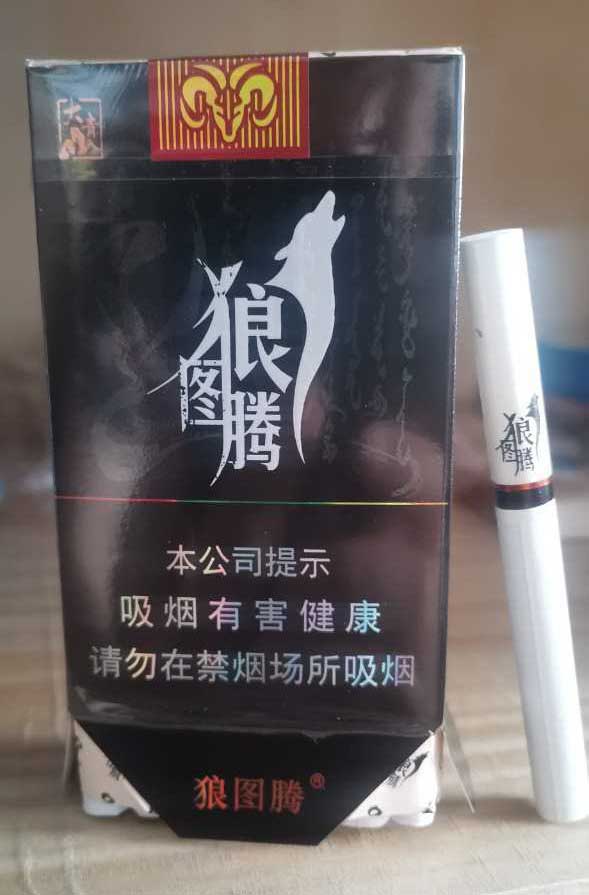 大青山
狼图腾
本公司提示
吸烟有害健康
请勿在禁烟场所吸烟
狼图腾®
狼图腾